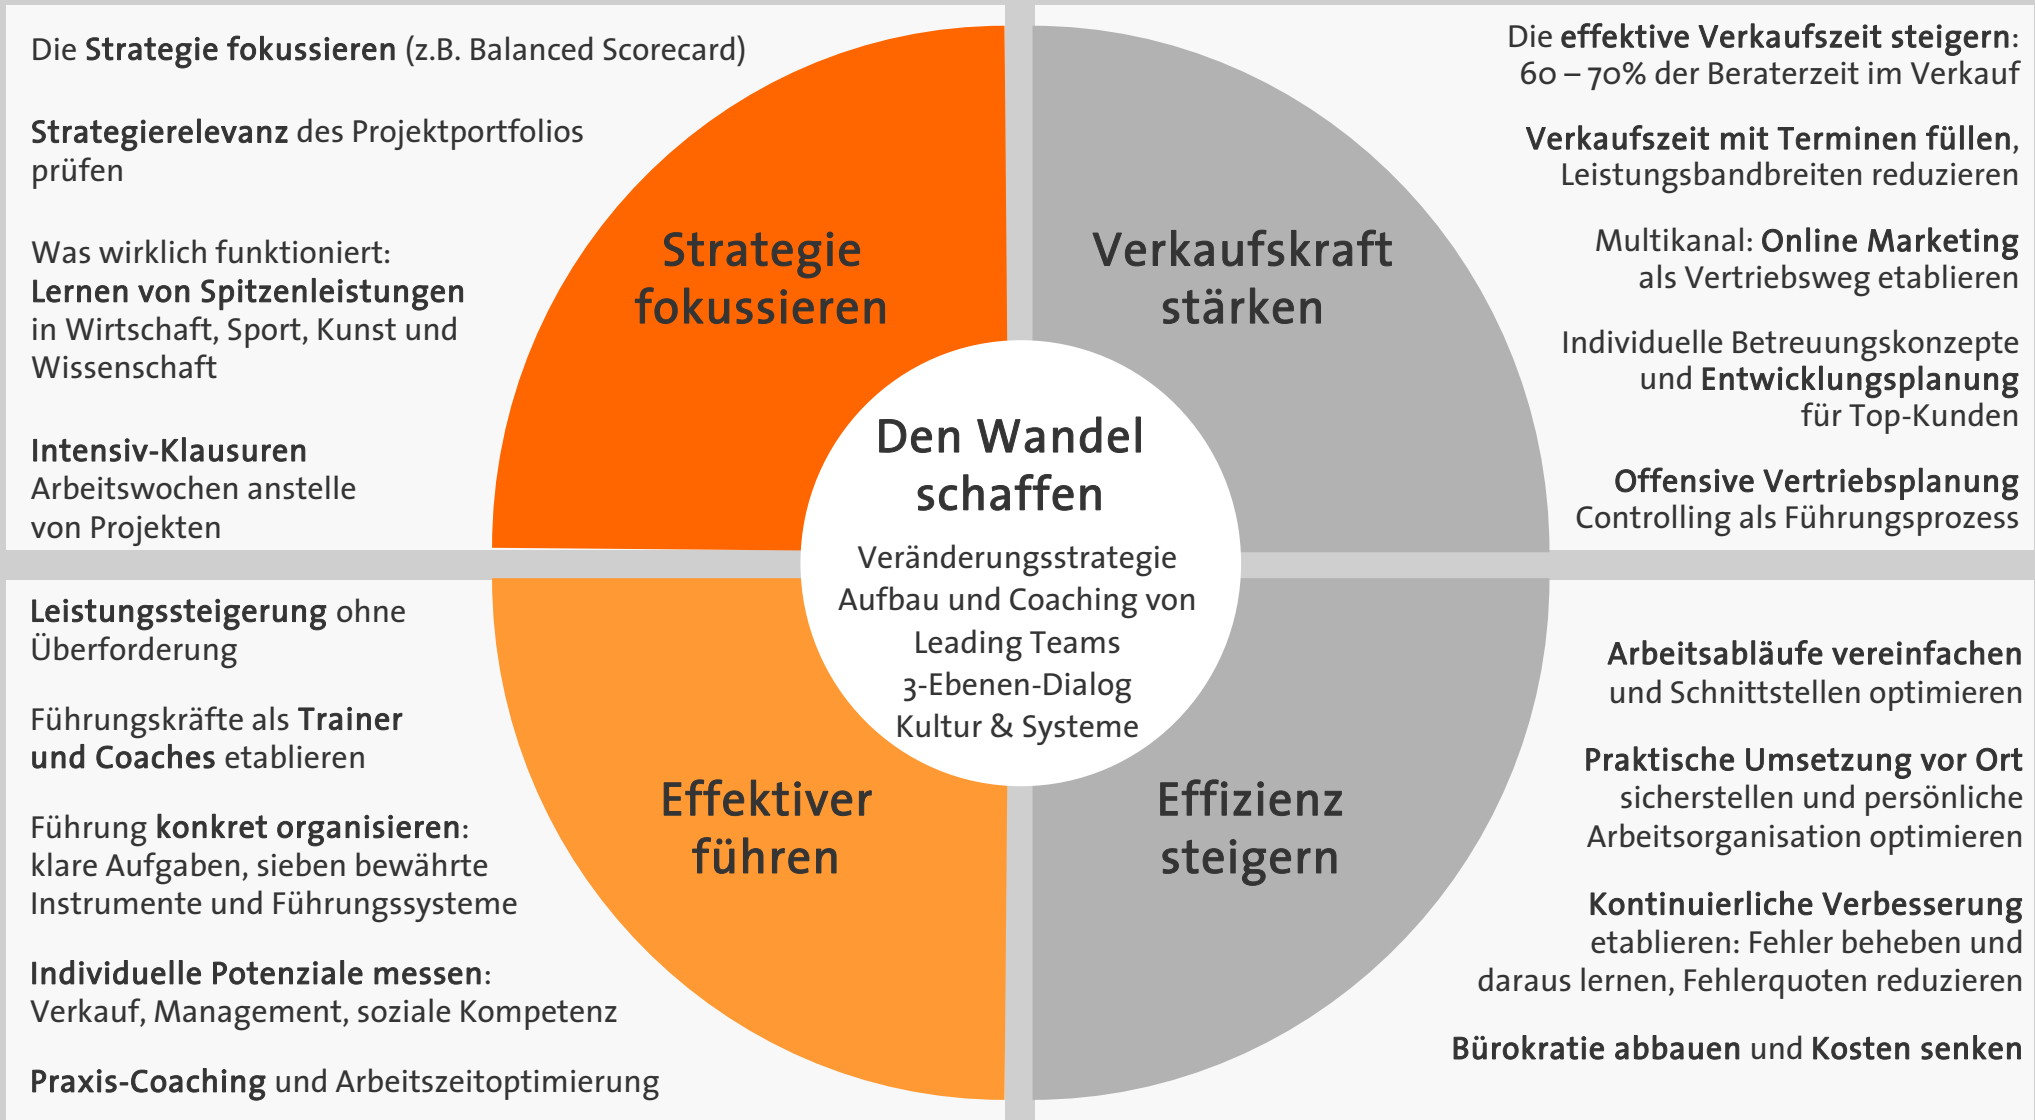 Die Strategie fokussieren (z.B. Balanced Scorecard)
Strategierelevanz des Projektportfolios
prüfen
Was wirklich funktioniert:
Lernen von Spitzenleistungen
in Wirtschaft, Sport, Kunst und
Wissenschaft
Intensiv-Klausuren
Arbeitswochen anstelle
von Projekten
Strategie
fokussieren
Verkaufskraft
stärken
Die effektive Verkaufszeit steigern:
60 – 70% der Beraterzeit im Verkauf
Verkaufszeit mit Terminen füllen,
Leistungsbandbreiten reduzieren
Multikanal: Online Marketing
als Vertriebsweg etablieren
Individuelle Betreuungskonzepte
und Entwicklungsplanung
für Top-Kunden
Offensive Vertriebsplanung
Controlling als Führungsprozess
Den Wandel
schaffen
Veränderungsstrategie
Aufbau und Coaching von
Leading Teams
3-Ebenen-Dialog
Kultur & Systeme
Leistungssteigerung ohne
Überforderung
Führungskräfte als Trainer
und Coaches etablieren
Führung konkret organisieren:
klare Aufgaben, sieben bewährte
Instrumente und Führungssysteme
Individuelle Potenziale messen:
Verkauf, Management, soziale Kompetenz
Praxis-Coaching und Arbeitszeitoptimierung
Effektiver
führen
Effizienz
steigern
Arbeitsabläufe vereinfachen
und Schnittstellen optimieren
Praktische Umsetzung vor Ort
sicherstellen und persönliche
Arbeitsorganisation optimieren
Kontinuierliche Verbesserung
etablieren: Fehler beheben und
daraus lernen, Fehlerquoten reduzieren
Bürokratie abbauen und Kosten senken